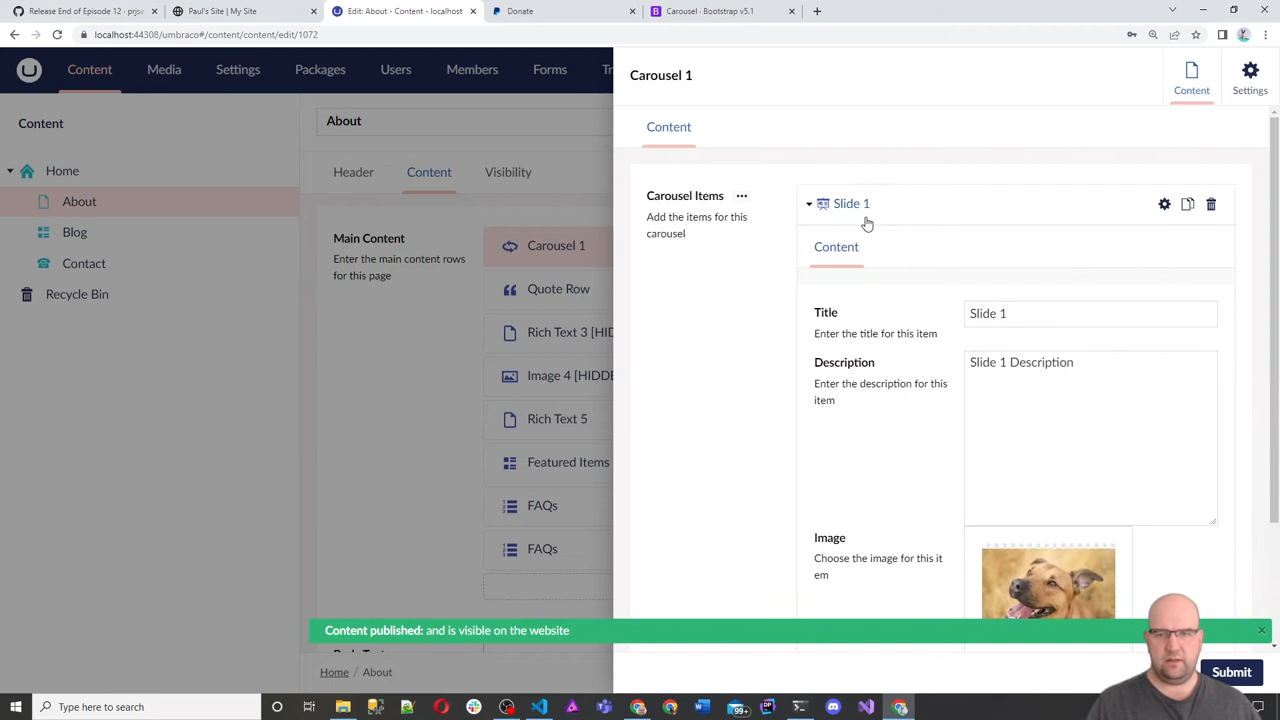 Release End of Episode 12 · prjse
Paul's Site | My Site
Edit: About - Content - localhost
Donate
Carousel · Bootstrap v5.1
localhost:44308/umbraco#/content/content/edit/1072
Content
Media
Settings
Packages
Users
Members
Forms
Tr
Carousel 1
Content
Settings
Content
About
Content
Home
About
Blog
Contact
Recycle Bin
Header
Content
Visibility
Main Content
Enter the main content rows
for this page
Carousel 1
Quote Row
Rich Text 3 [HID
Image 4 [HIDDE
Rich Text 5
Featured Items
FAQs
FAQs
Carousel Items
Add the items for this
carousel
Slide 1
Content
Title
Enter the title for this item
Slide 1
Description
Enter the description for this
item
Slide 1 Description
Image
Choose the image for this it
em
Content published: and is visible on the website
Home
About
Submit
Type here to search
99+